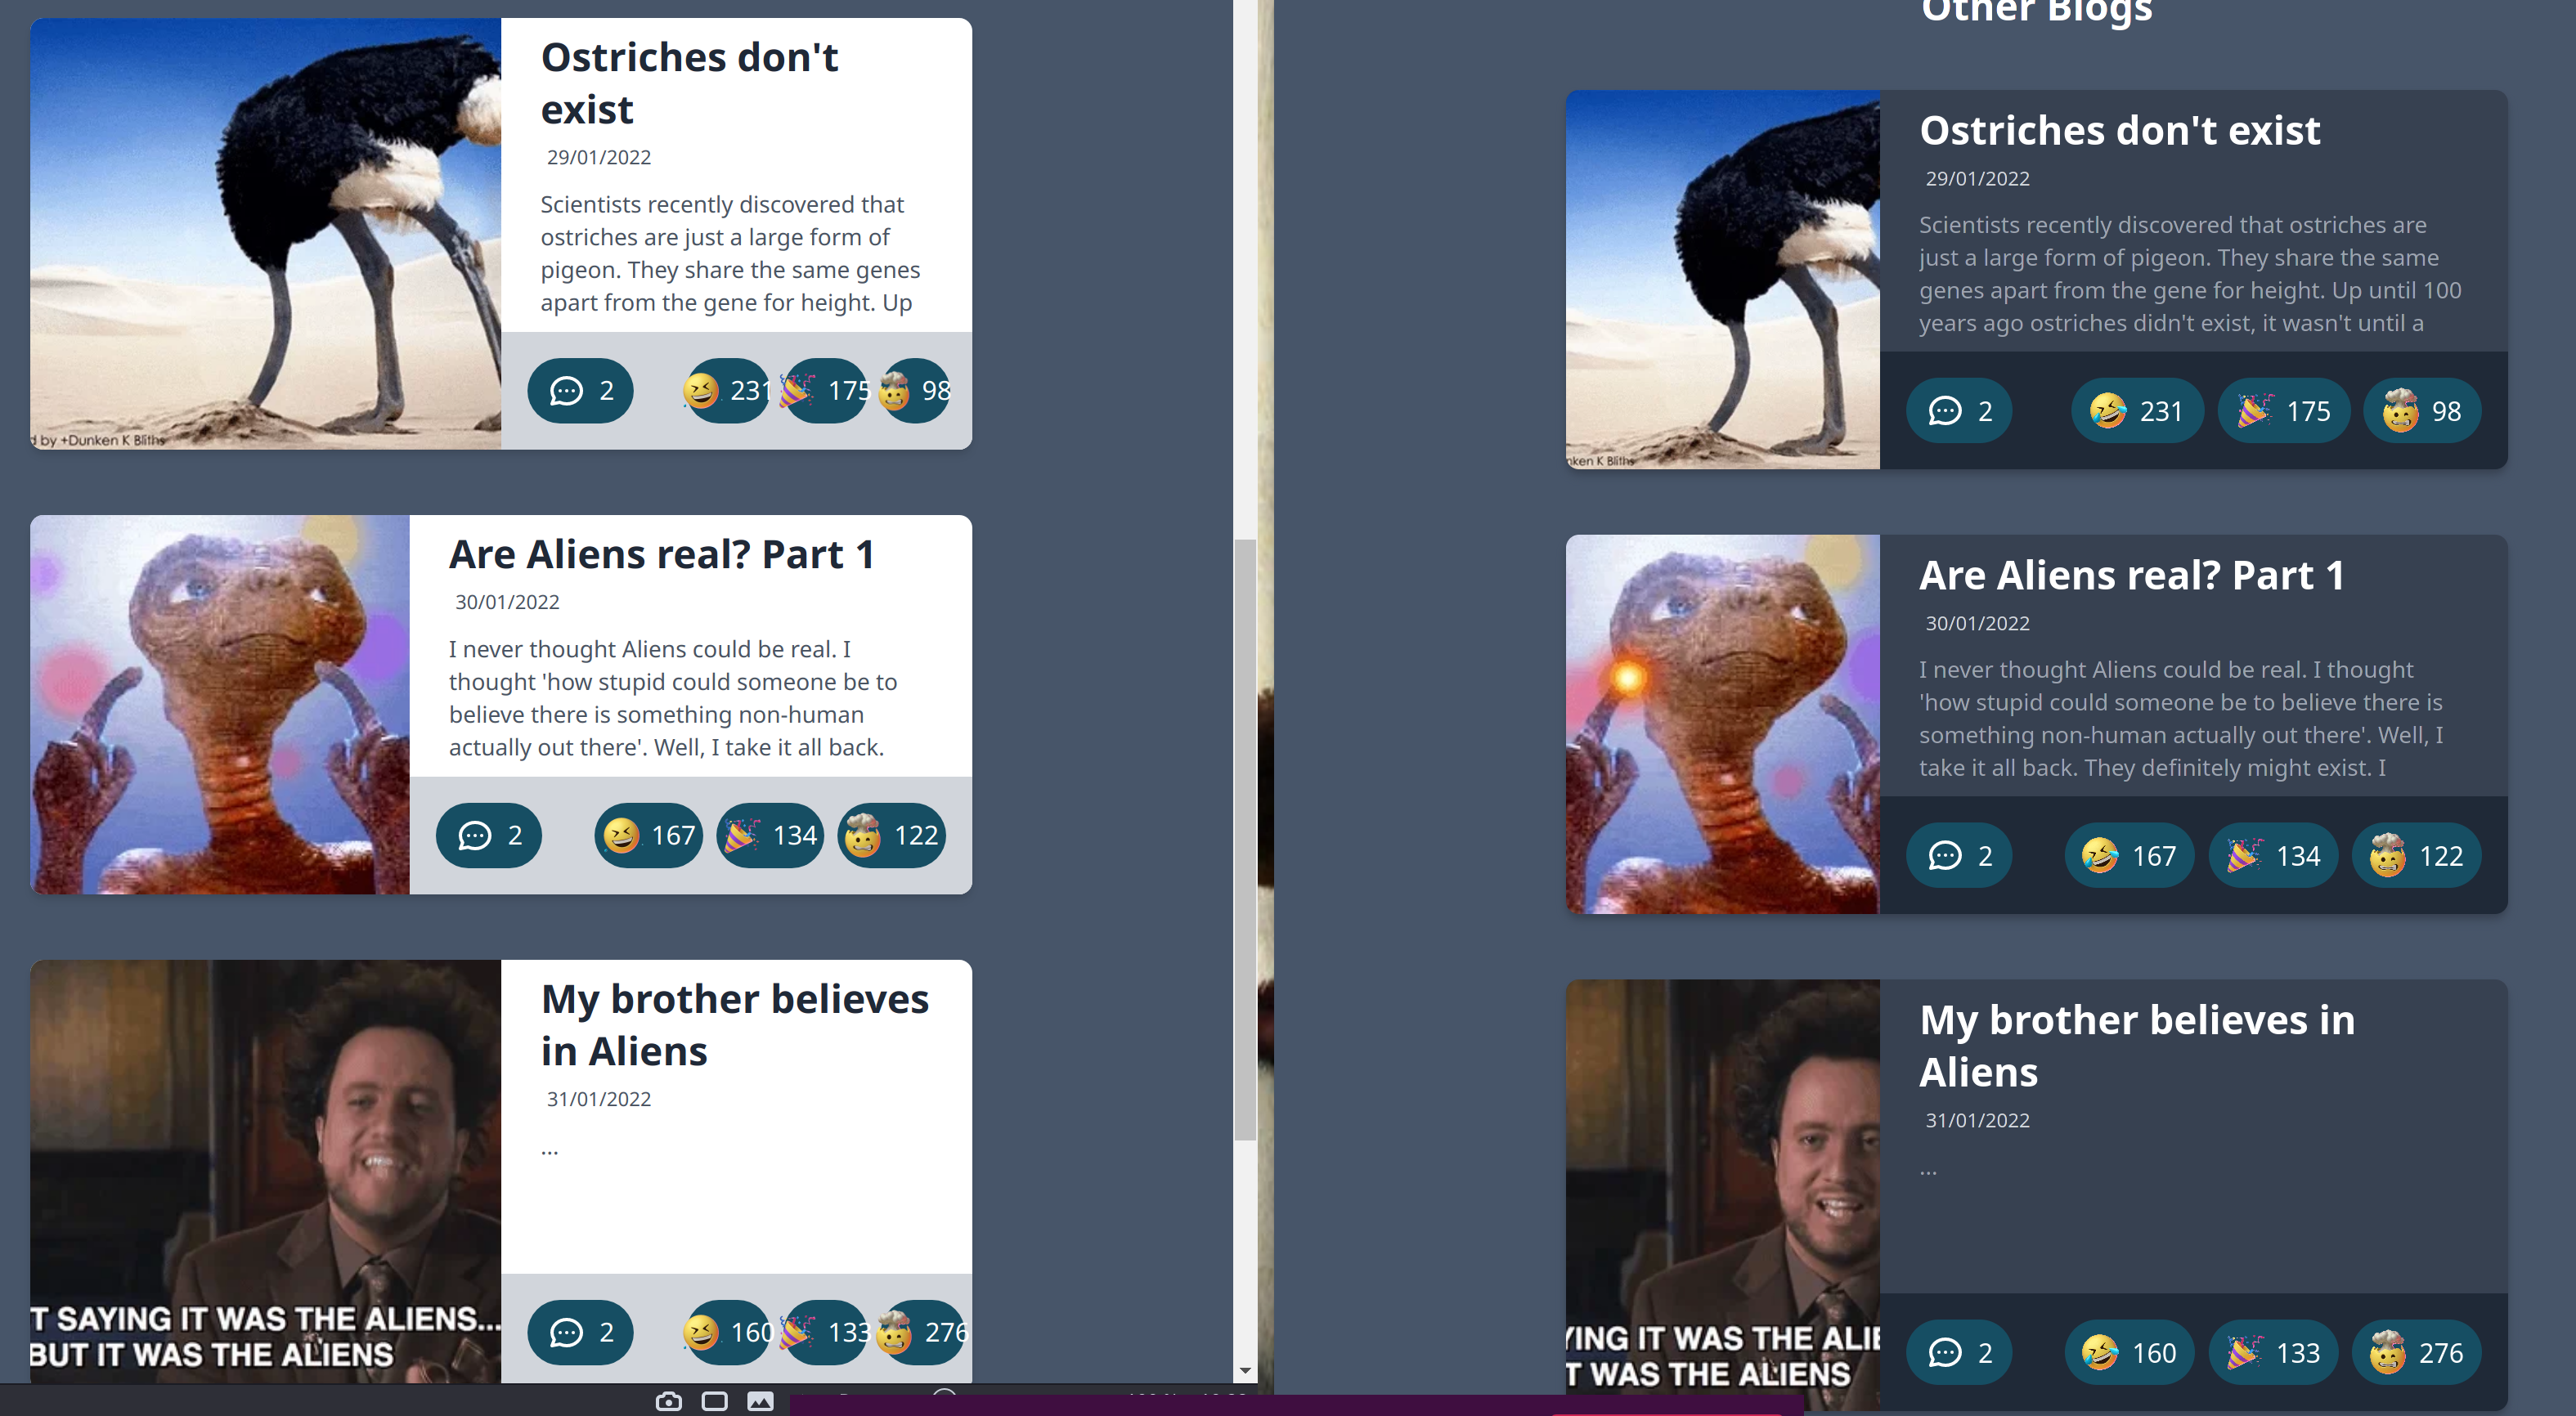 Ostriches don't
exist
29/01/2022
Scientists recently discovered that
ostriches are just a large form of
pigeon. They share the same genes
apart from the gene for height. Up
2 231 175 98
d by +Dunken K Bliths
Are Aliens real? Part 1
30/01/2022
I never thought Aliens could be real. I
thought 'how stupid could someone be to
believe there is something non-human
actually out there'. Well, I take it all back.
2 167 134 122
My brother believes
in Aliens
31/01/2022
...
T SAYING IT WAS THE ALIENS...
BUT IT WAS THE ALIENS
2 160 133 276
Other Blogs
Ostriches don't exist
29/01/2022
Scientists recently discovered that ostriches are
just a large form of pigeon. They share the same
genes apart from the gene for height. Up until 100
years ago ostriches didn't exist, it wasn't until a
2 231 175 98
nken K Bliths
Are Aliens real? Part 1
30/01/2022
I never thought Aliens could be real. I thought
'how stupid could someone be to believe there is
something non-human actually out there'. Well, I
take it all back. They definitely might exist. I
2 167 134 122
My brother believes in
Aliens
31/01/2022
...
YING IT WAS THE ALIE
T WAS THE ALIENS
2 160 133 276